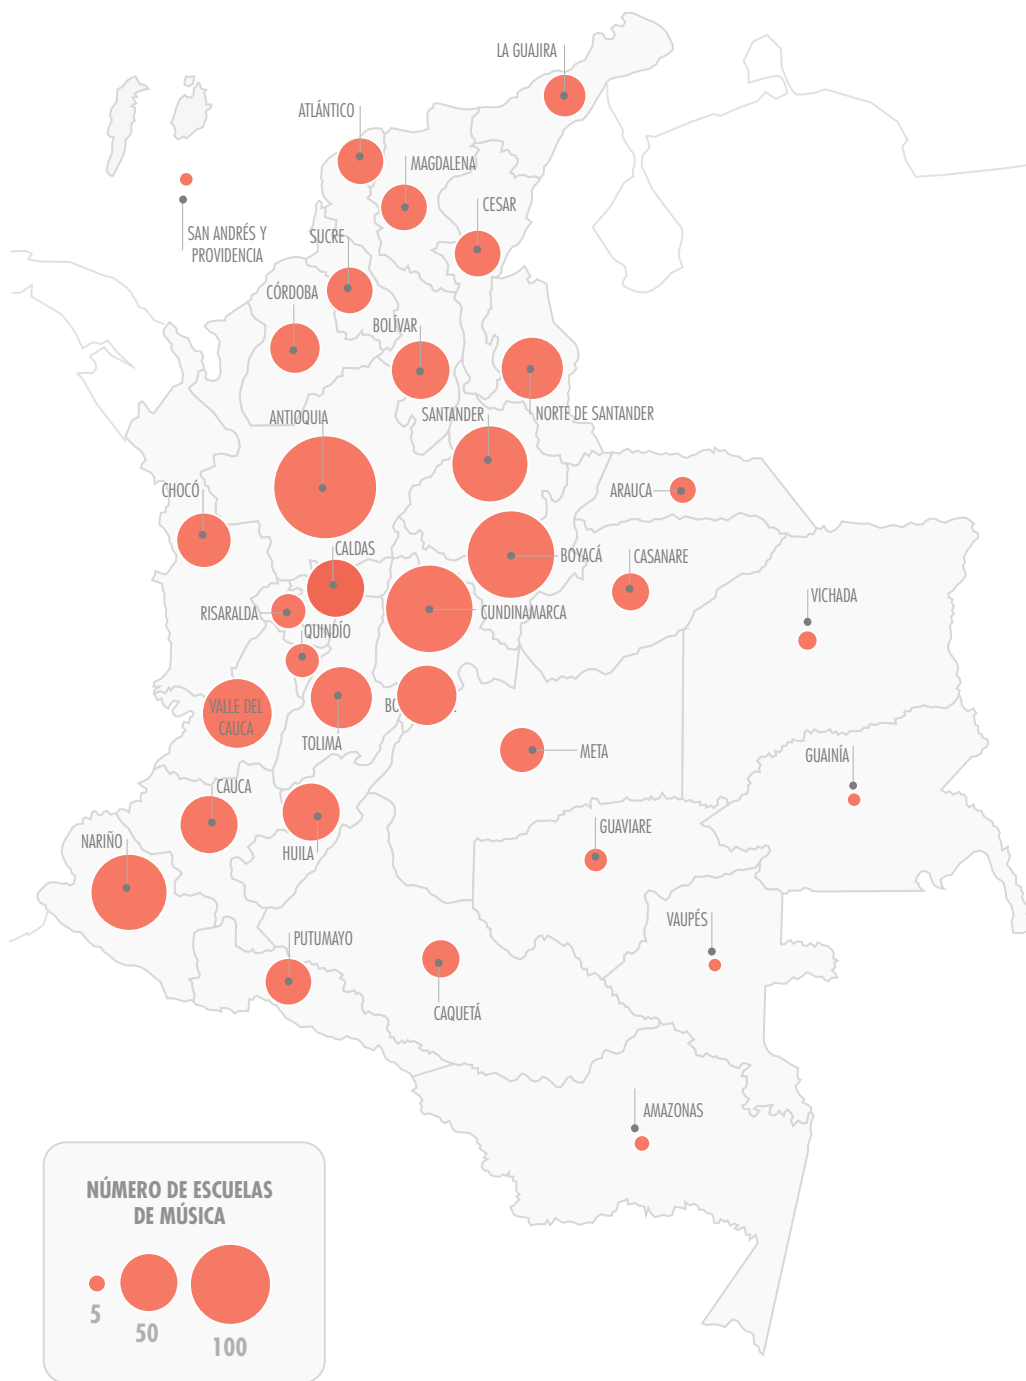 LA GUAJIRA
ATLÁNTICO
MAGDALENA
CESAR
SAN ANDRÉS Y
PROVIDENCIA
SUCRE
CÓRDOBA
BOLÍVAR
ANTIOQUIA
SANTANDER
NORTE DE SANTANDER
CHOCÓ
ARAUCA
CALDAS
BOYACÁ
CASANARE
RISARALDA
CUNDINAMARCA
VICHADA
QUINDÍO
VALLE DEL
CAUCA
TOLIMA
META
GUAINÍA
CAUCA
NARIÑO
HUILA
GUAVIARE
VAUPÉS
PUTUMAYO
CAQUETÁ
AMAZONAS
NÚMERO DE ESCUELAS
DE MÚSICA
5
50
100